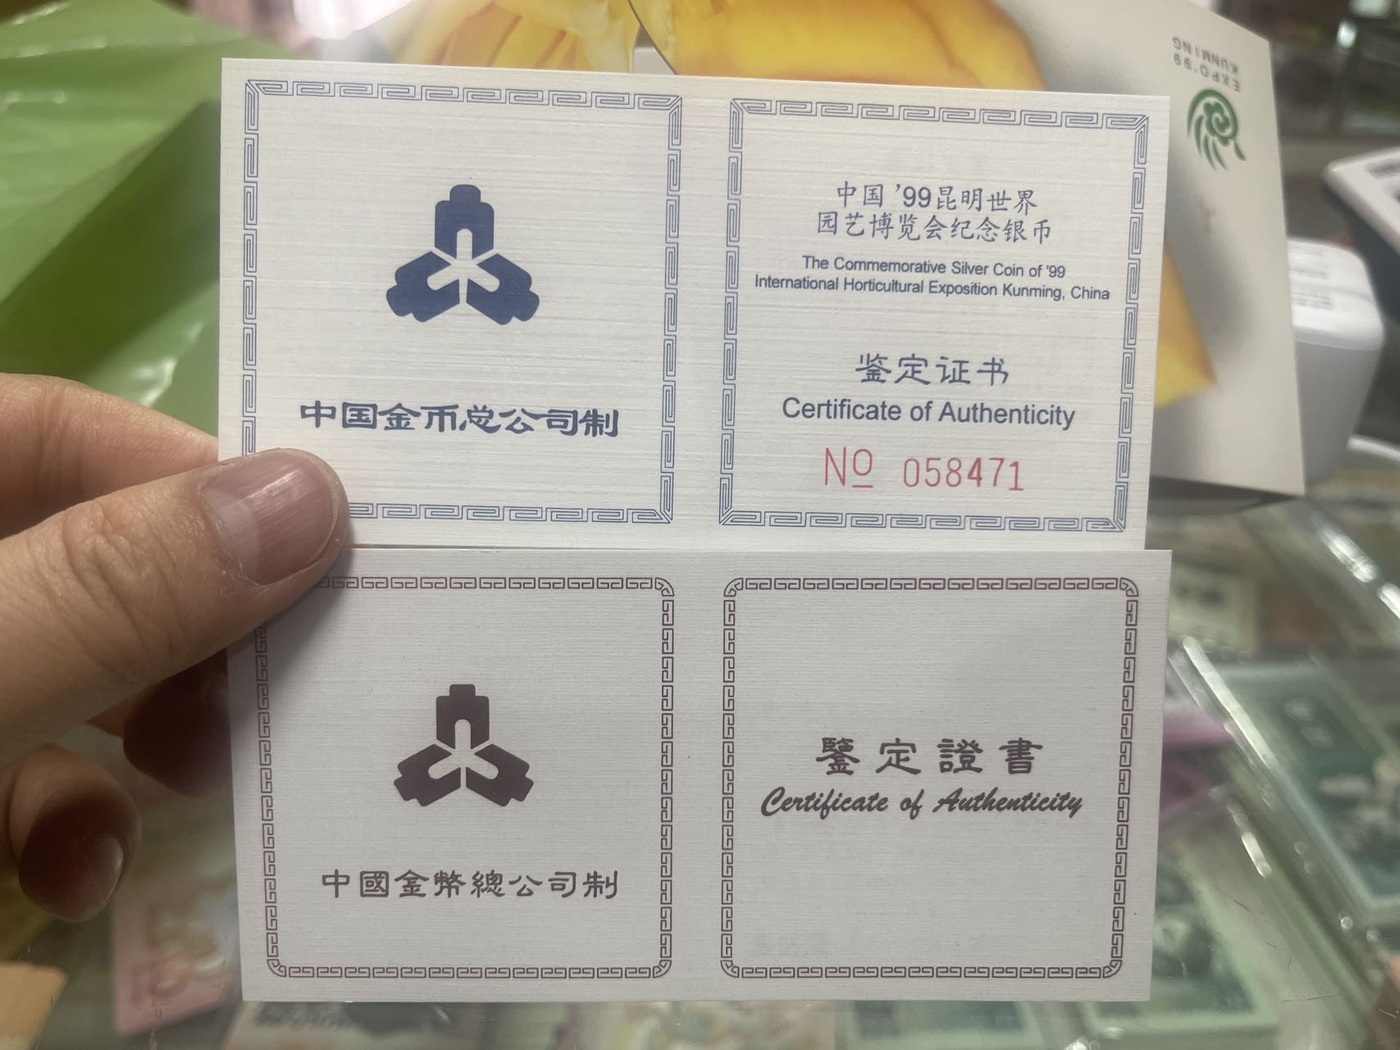 EXPO'99
KUNMING
中国金币总公司制
中国 '99昆明世界
园艺博览会纪念银币
The Commemorative Silver Coin of '99
International Horticultural Exposition Kunming, China
鉴定证书
Certificate of Authenticity
Nº 058471
中國金幣總公司制
鑒定證書
Certificate of Authenticity